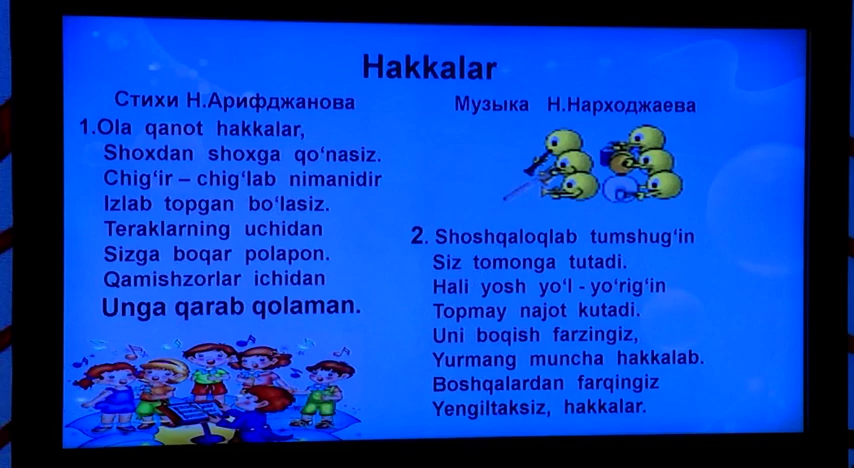 Hakkalar
Стихи Н.Арифджанова
Музыка Н.Нарходжаева
1.Ola qanot hakkalar,
Shoxdan shoxga qo‘nasiz.
Chig‘ir – chig‘lab nimanidir
Izlab topgan bo‘lasiz.
Teraklarning uchidan
Sizga boqar polapon.
Qamishzorlar ichidan
Unga qarab qolaman.
2. Shoshqaloqlab tumshug‘in
Siz tomonga tutadi.
Hali yosh yo‘l - yo‘rig‘in
Topmay najot kutadi.
Uni boqish farzingiz,
Yurmang muncha hakkalab.
Boshqalardan farqingiz
Yengiltaksiz, hakkalar.